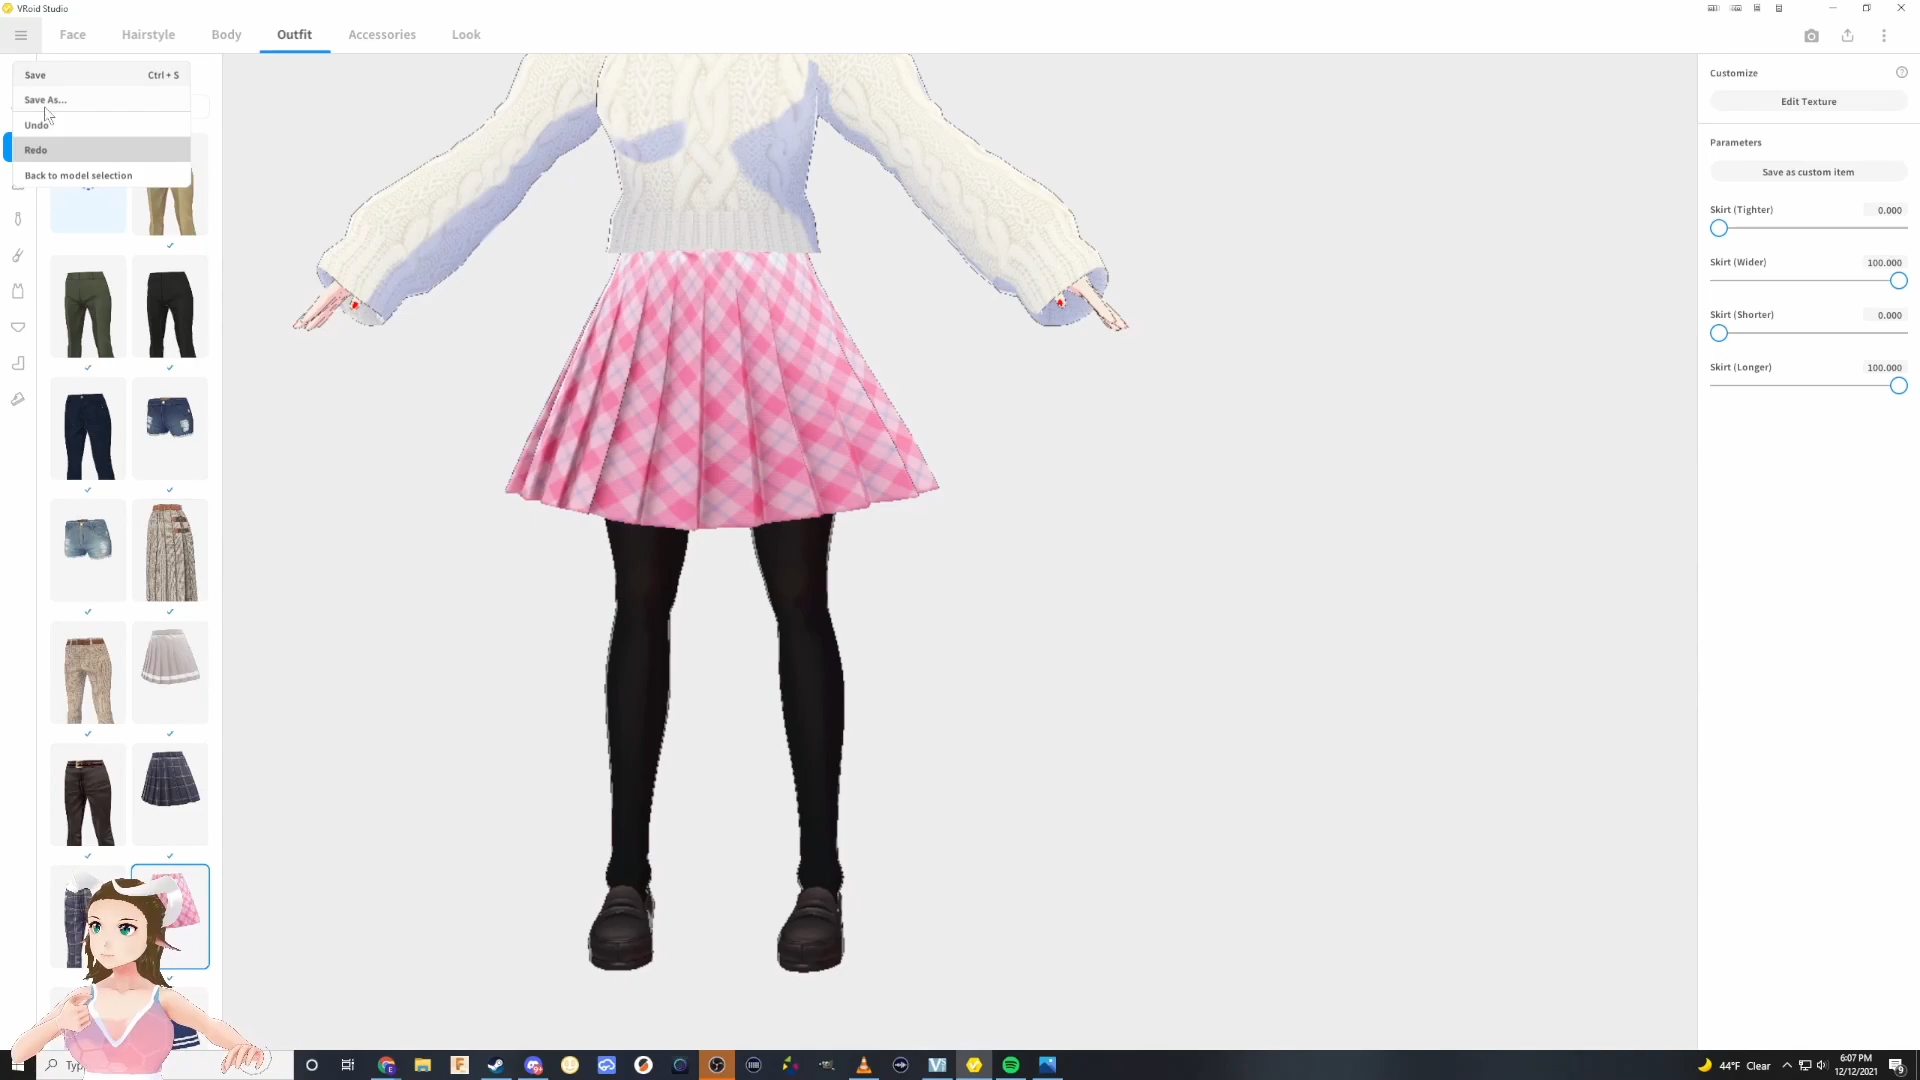 VRoid Studio
Face Hairstyle Body Outfit Accessories Look
Save Ctrl + S
Save As...
Undo
Redo
Back to model selection
Customize
Edit Texture
Parameters
Save as custom item
Skirt (Tighter) 0.000
Skirt (Wider) 100.000
Skirt (Shorter) 0.000
Skirt (Longer) 100.000
44°F Clear
6:07 PM
12/12/2021